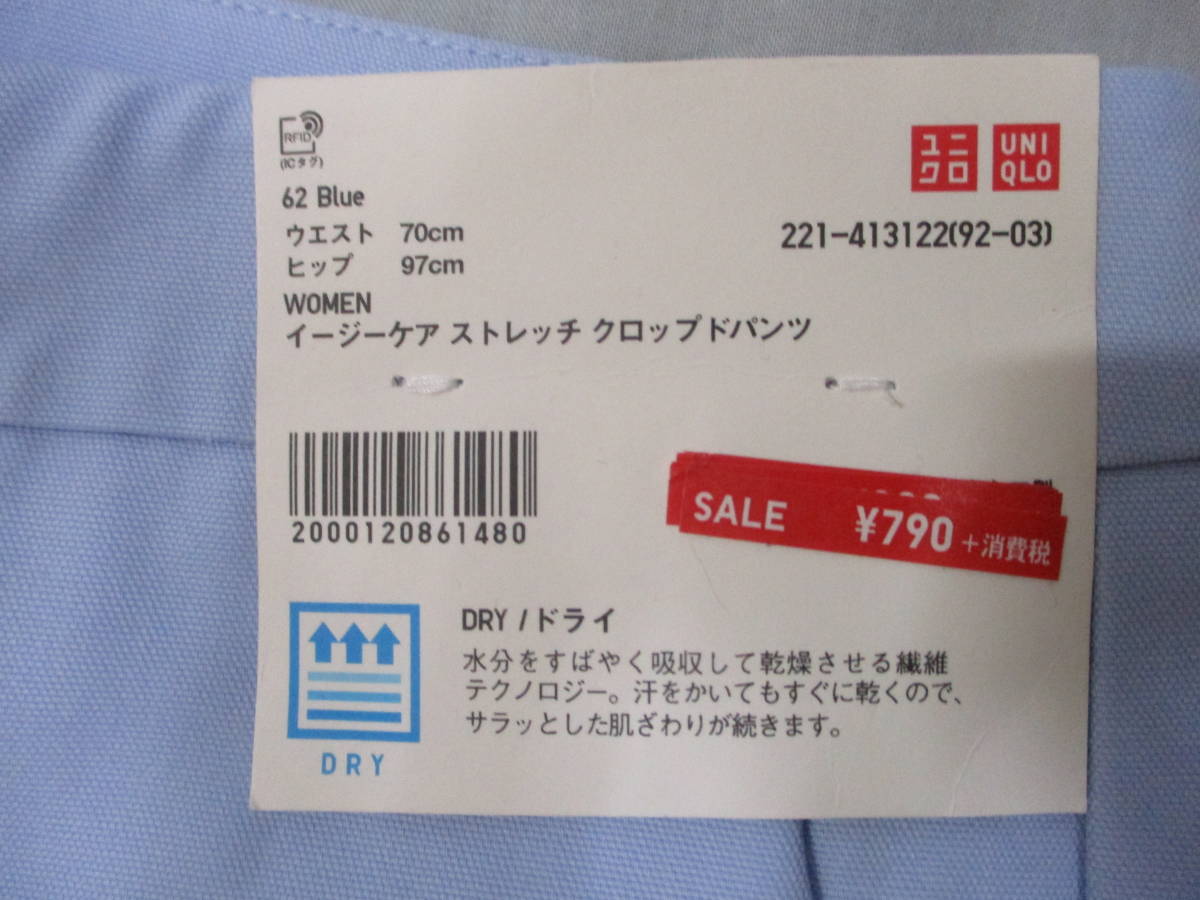 RFID
(ICタグ)
ユニ
クロ
UNI
QLO
62 Blue
ウエスト 70cm
ヒップ 97cm
221-413122(92-03)
WOMEN
イージーケア ストレッチ クロップドパンツ
2000120861480
SALE ¥790 +消費税
DRY / ドライ
水分をすばやく吸収して乾燥させる繊維
テクノロジー。汗をかいてもすぐに乾くので、
サラッとした肌ざわりが続きます。
DRY